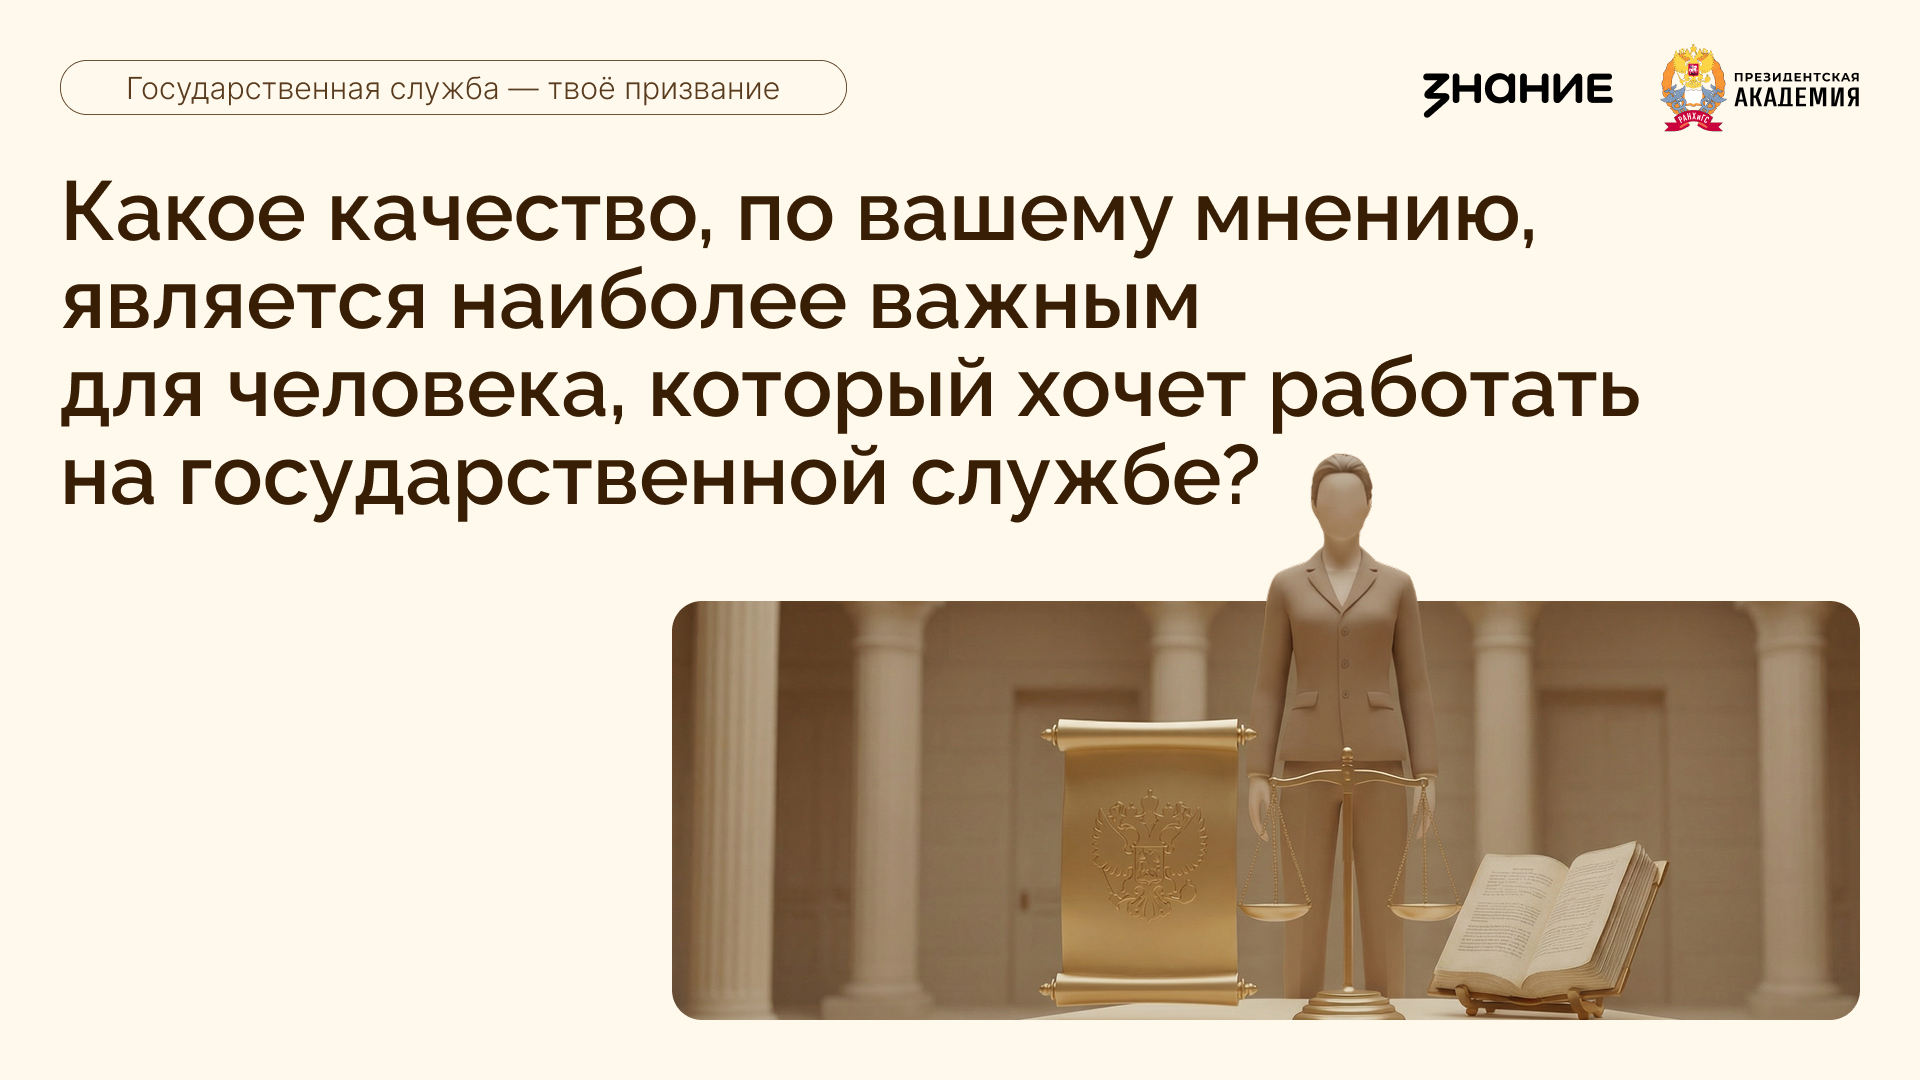 Государственная служба — твоё призвание
знание
ПРЕЗИДЕНТСКАЯ
АКАДЕМИЯ
РАНХиГС
Какое качество, по вашему мнению,
является наиболее важным
для человека, который хочет работать
на государственной службе?